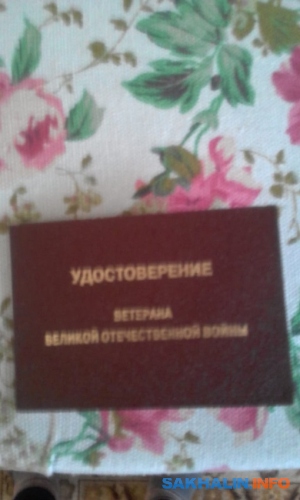 УДОСТОВЕРЕНИЕ
ВЕТЕРАНА
ВЕЛИКОЙ ОТЕЧЕСТВЕННОЙ ВОЙНЫ
SAKHALIN.INFO